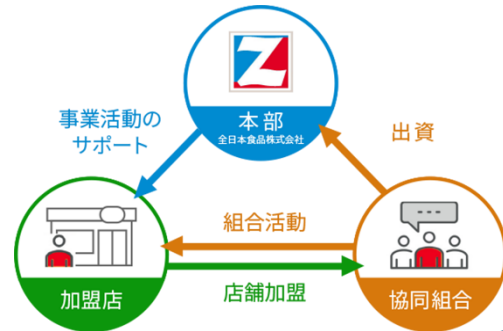 Z
本部
全日本食品株式会社
事業活動の
サポート
出資
組合活動
店舗加盟
加盟店
協同組合